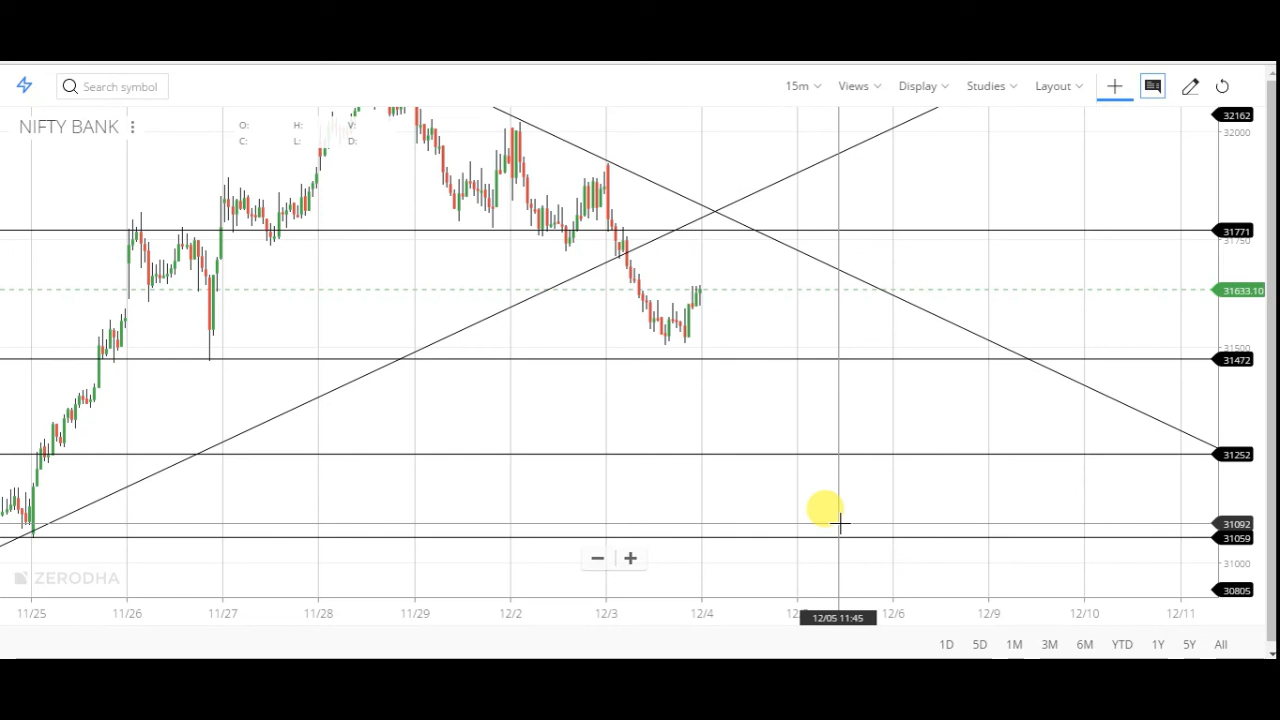 Search symbol 15m Views Display Studies Layout
NIFTY BANK O: H: V:
C: L: D:
32162
32000
31771
31750
31633.10
31500
31472
31252
31092
31059
ZERODHA
31000
30805
11/25 11/26 11/27 11/28 11/29 12/2 12/3 12/4 12/6 12/9 12/10 12/11
12/05 11:45
1D 5D 1M 3M 6M YTD 1Y 5Y All